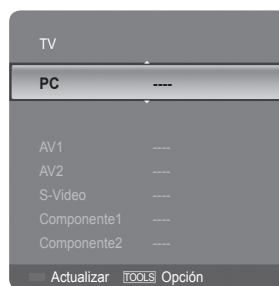 TV
PC ----
AV1 ----
AV2 ----
S-Video ----
Componente1 ----
Componente2 ----
Actualizar TOOLS Opción